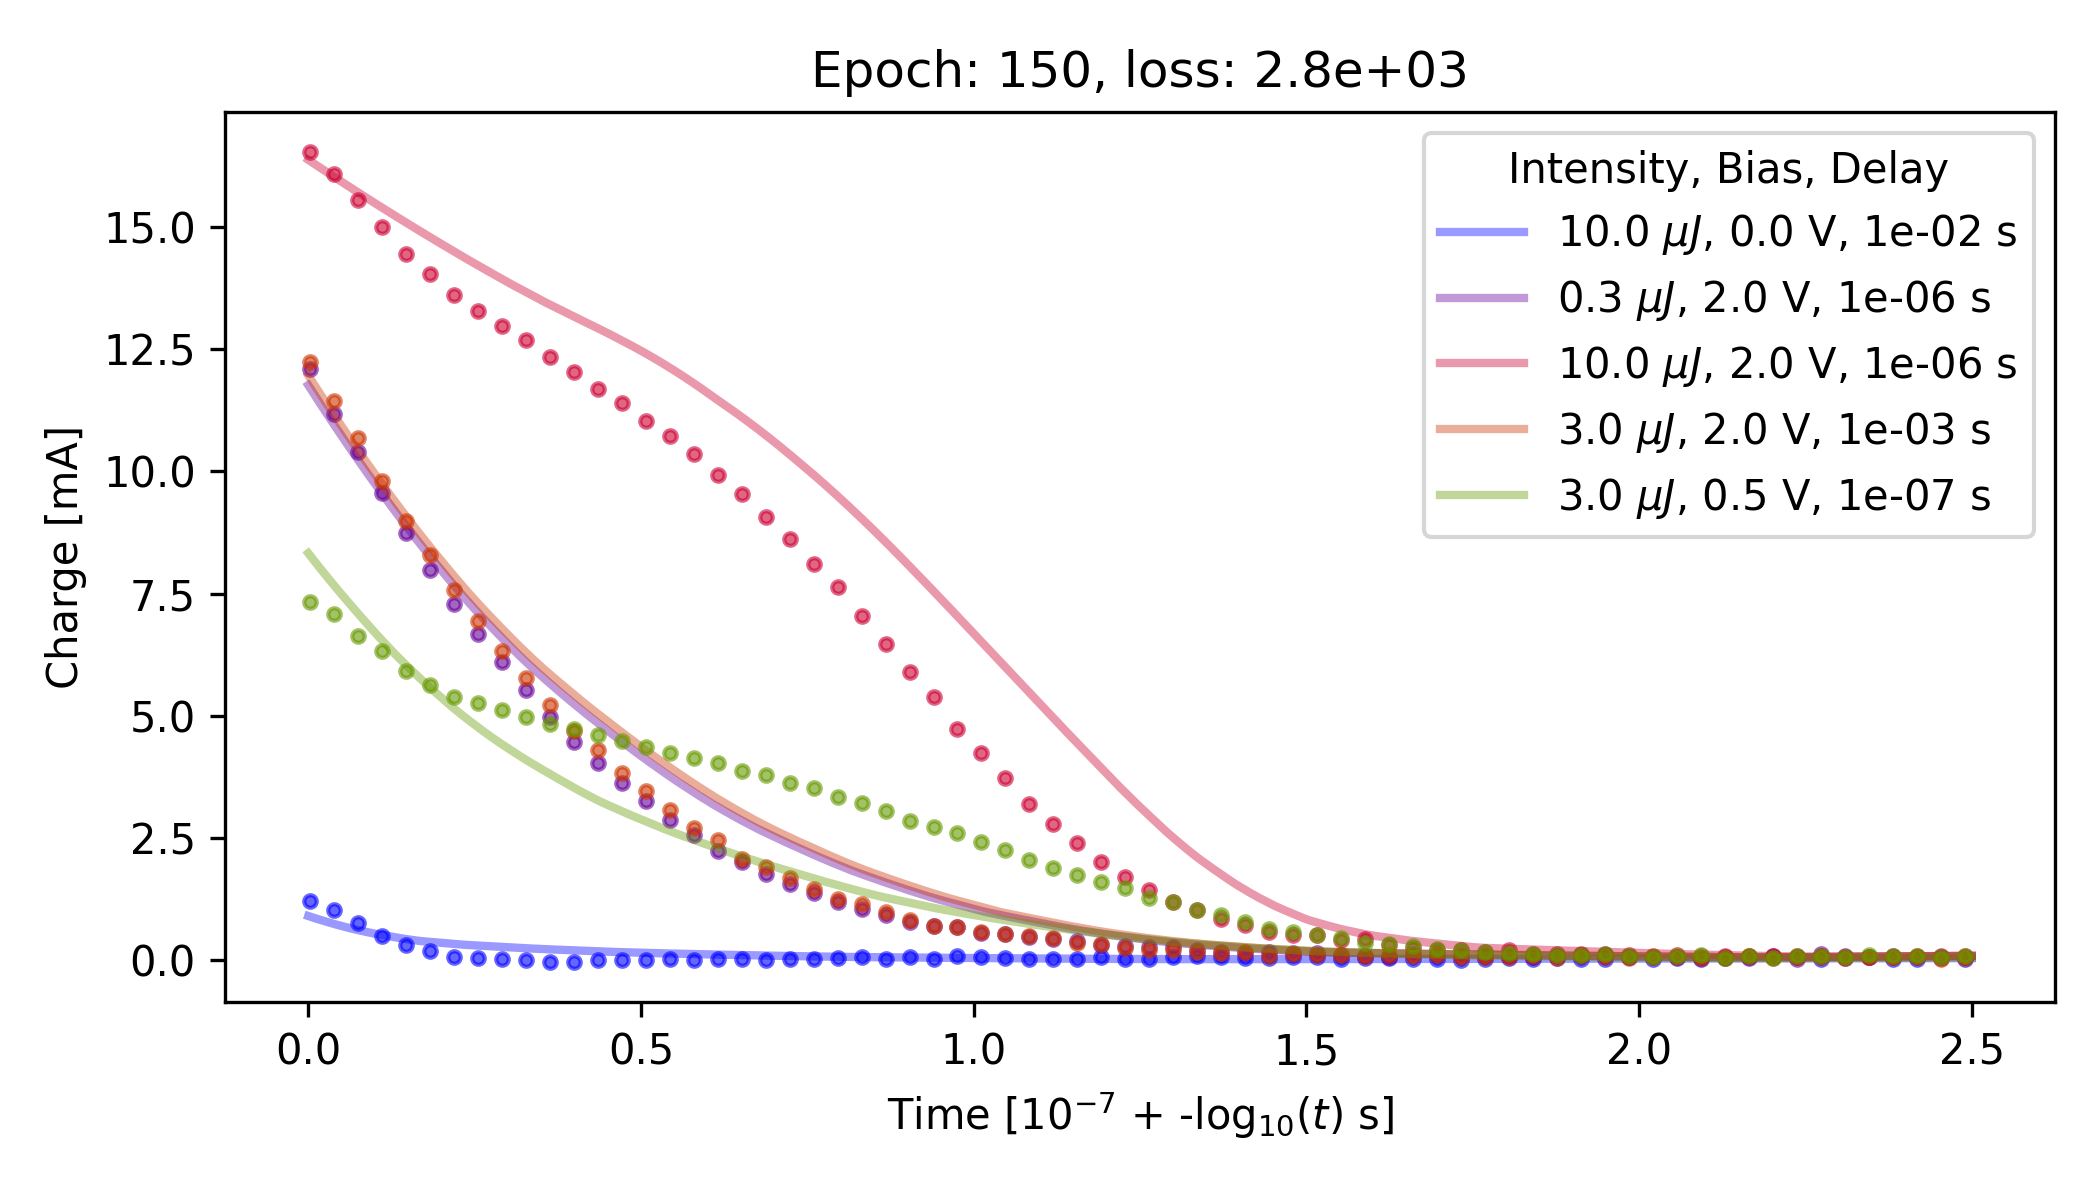 Epoch: 150, loss: 2.8e+03
Intensity, Bias, Delay
10.0 μJ, 0.0 V, 1e-02 s
0.3 μJ, 2.0 V, 1e-06 s
10.0 μJ, 2.0 V, 1e-06 s
3.0 μJ, 2.0 V, 1e-03 s
3.0 μJ, 0.5 V, 1e-07 s
Charge [mA]
15.0
12.5
10.0
7.5
5.0
2.5
0.0
0.0 0.5 1.0 1.5 2.0 2.5
Time [10⁻⁷ + -log₁₀(t) s]